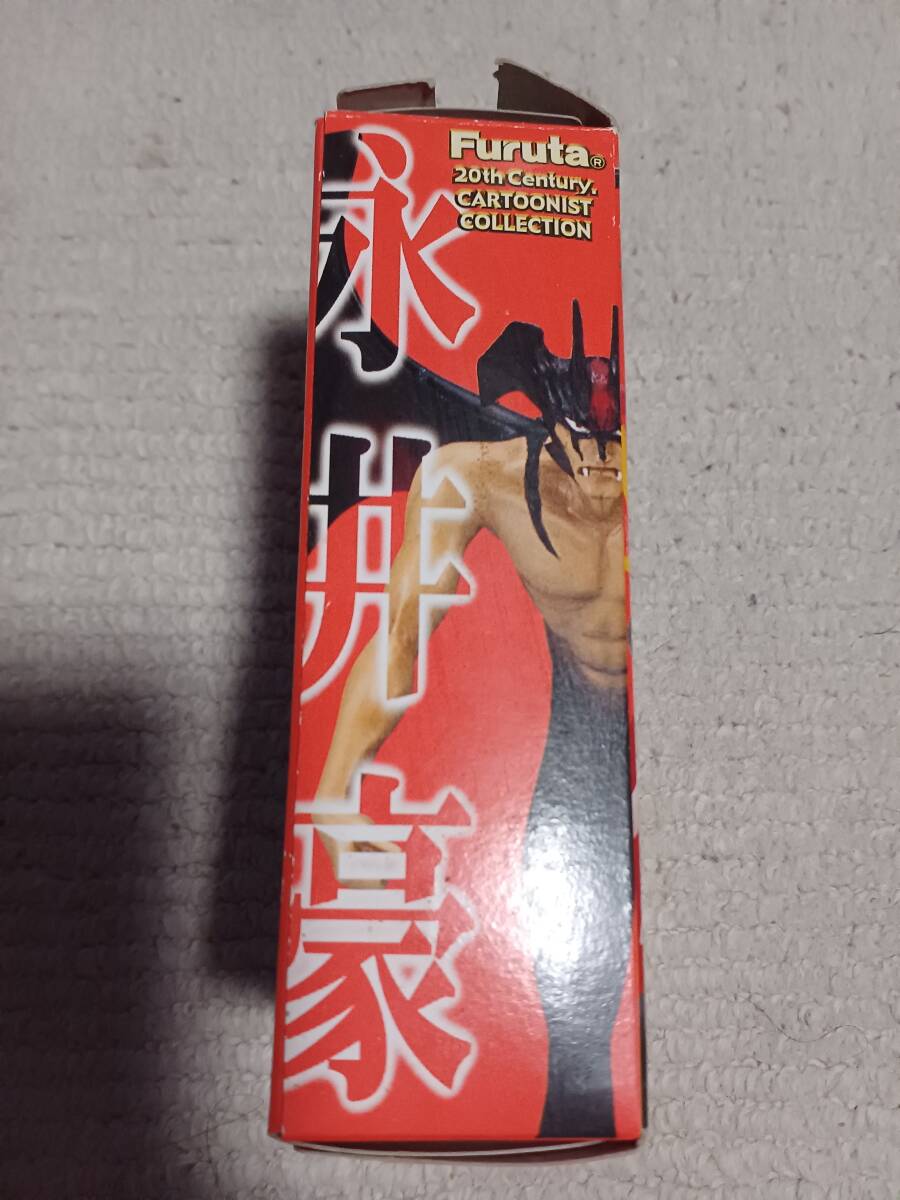 Furuta®
20th Century.
CARTOONIST
COLLECTION
永井豪